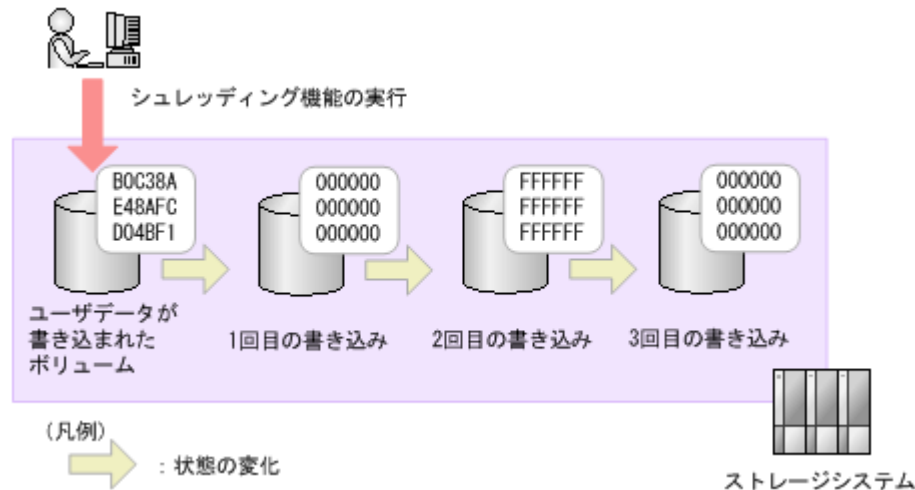 シュレッディング機能の実行
B0C38A
E48AFC
D04BF1
000000
000000
000000
FFFFFF
FFFFFF
FFFFFF
000000
000000
000000
ユーザデータが
書き込まれた
ボリューム
1回目の書き込み
2回目の書き込み
3回目の書き込み
(凡例)
：状態の変化
ストレージシステム